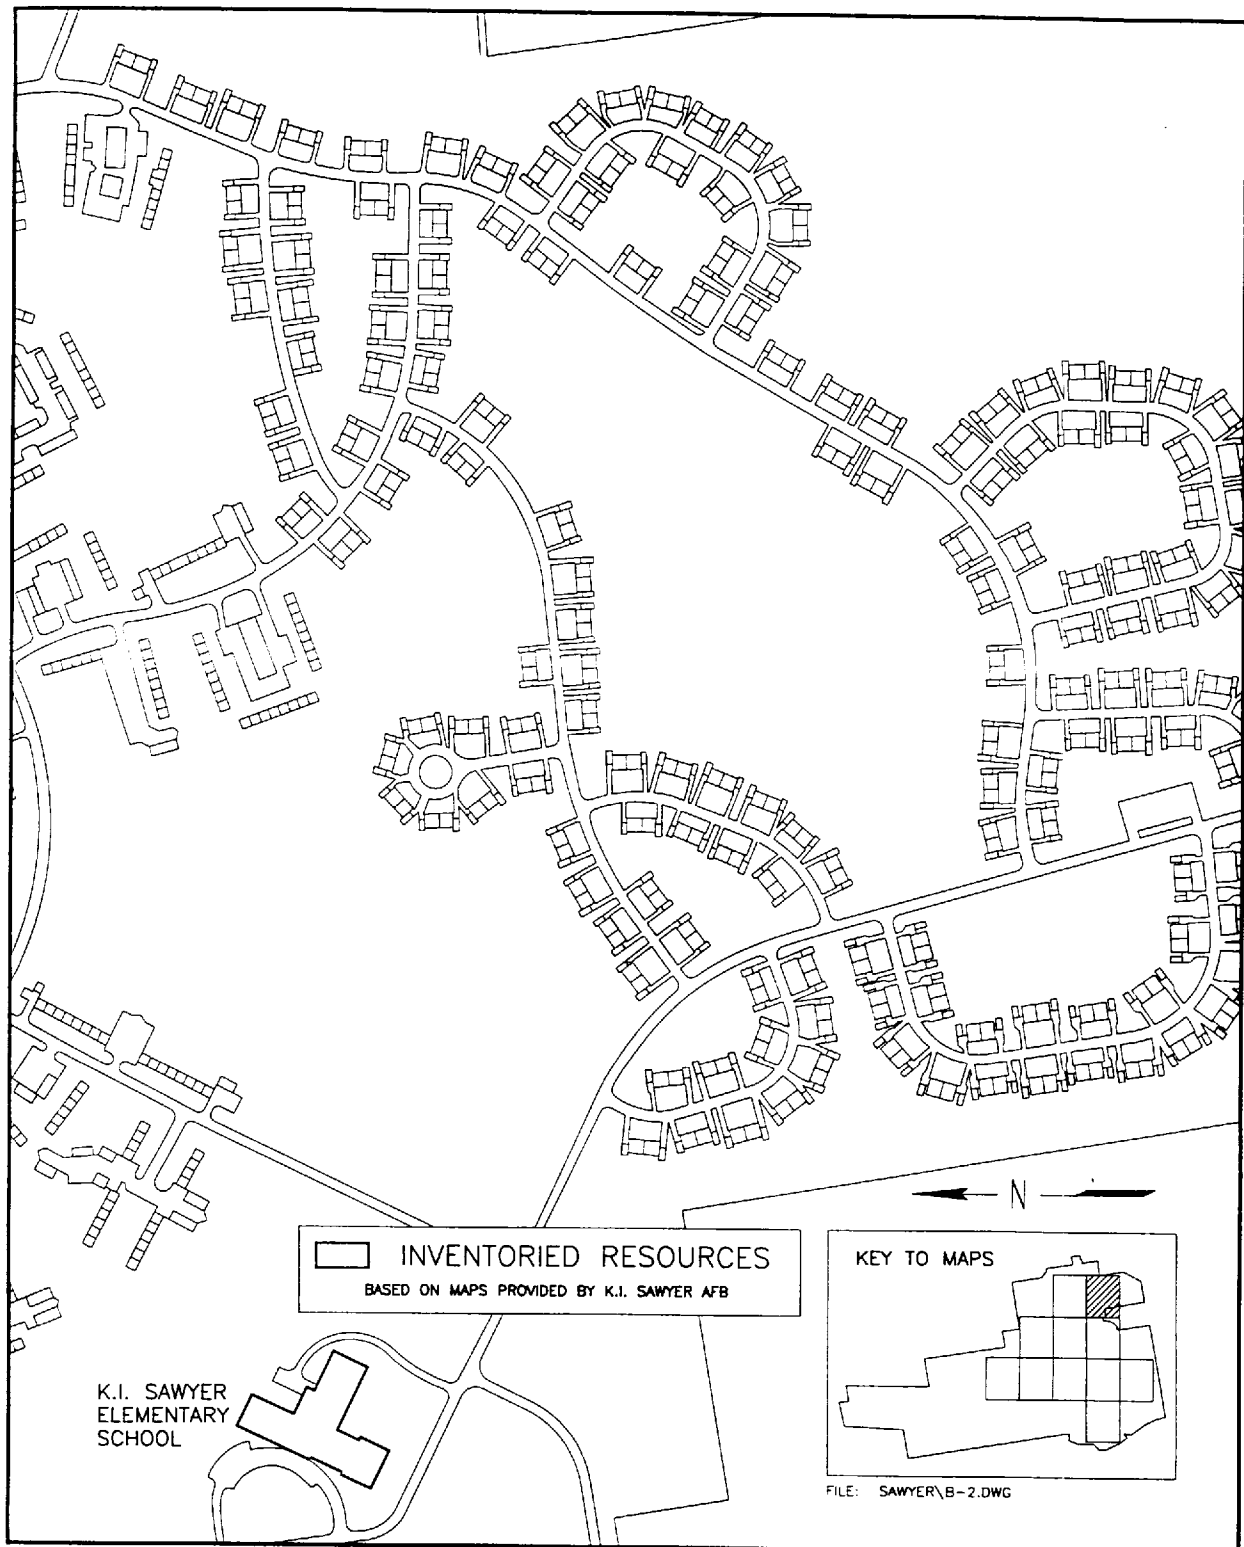 N
INVENTORIED RESOURCES
BASED ON MAPS PROVIDED BY K.I. SAWYER AFB
KEY TO MAPS
K.I. SAWYER
ELEMENTARY
SCHOOL
FILE: SAWYER\B-2.DWG